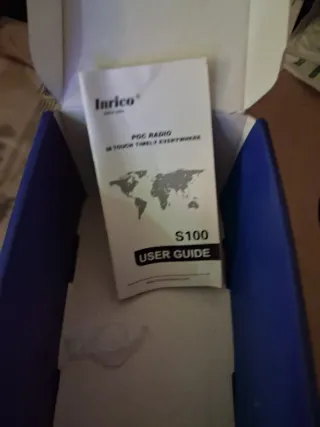 Inrico®
POC RADIO
IN TOUCH TIMELY EVERYWHERE
S100
USER GUIDE